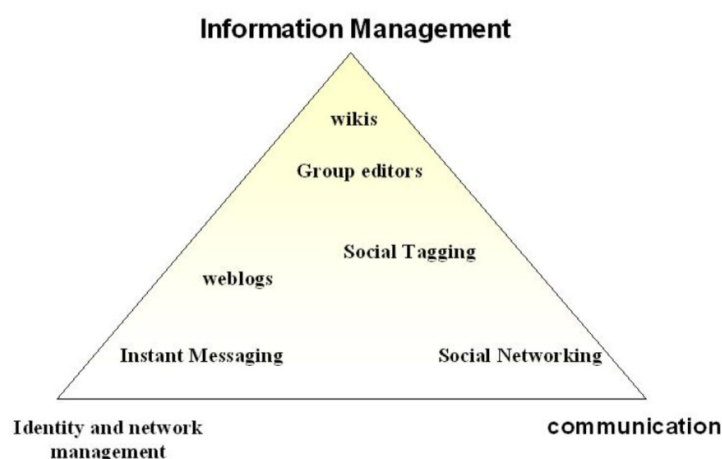 Information Management
wikis
Group editors
Social Tagging
weblogs
Instant Messaging
Social Networking
Identity and network
management
communication